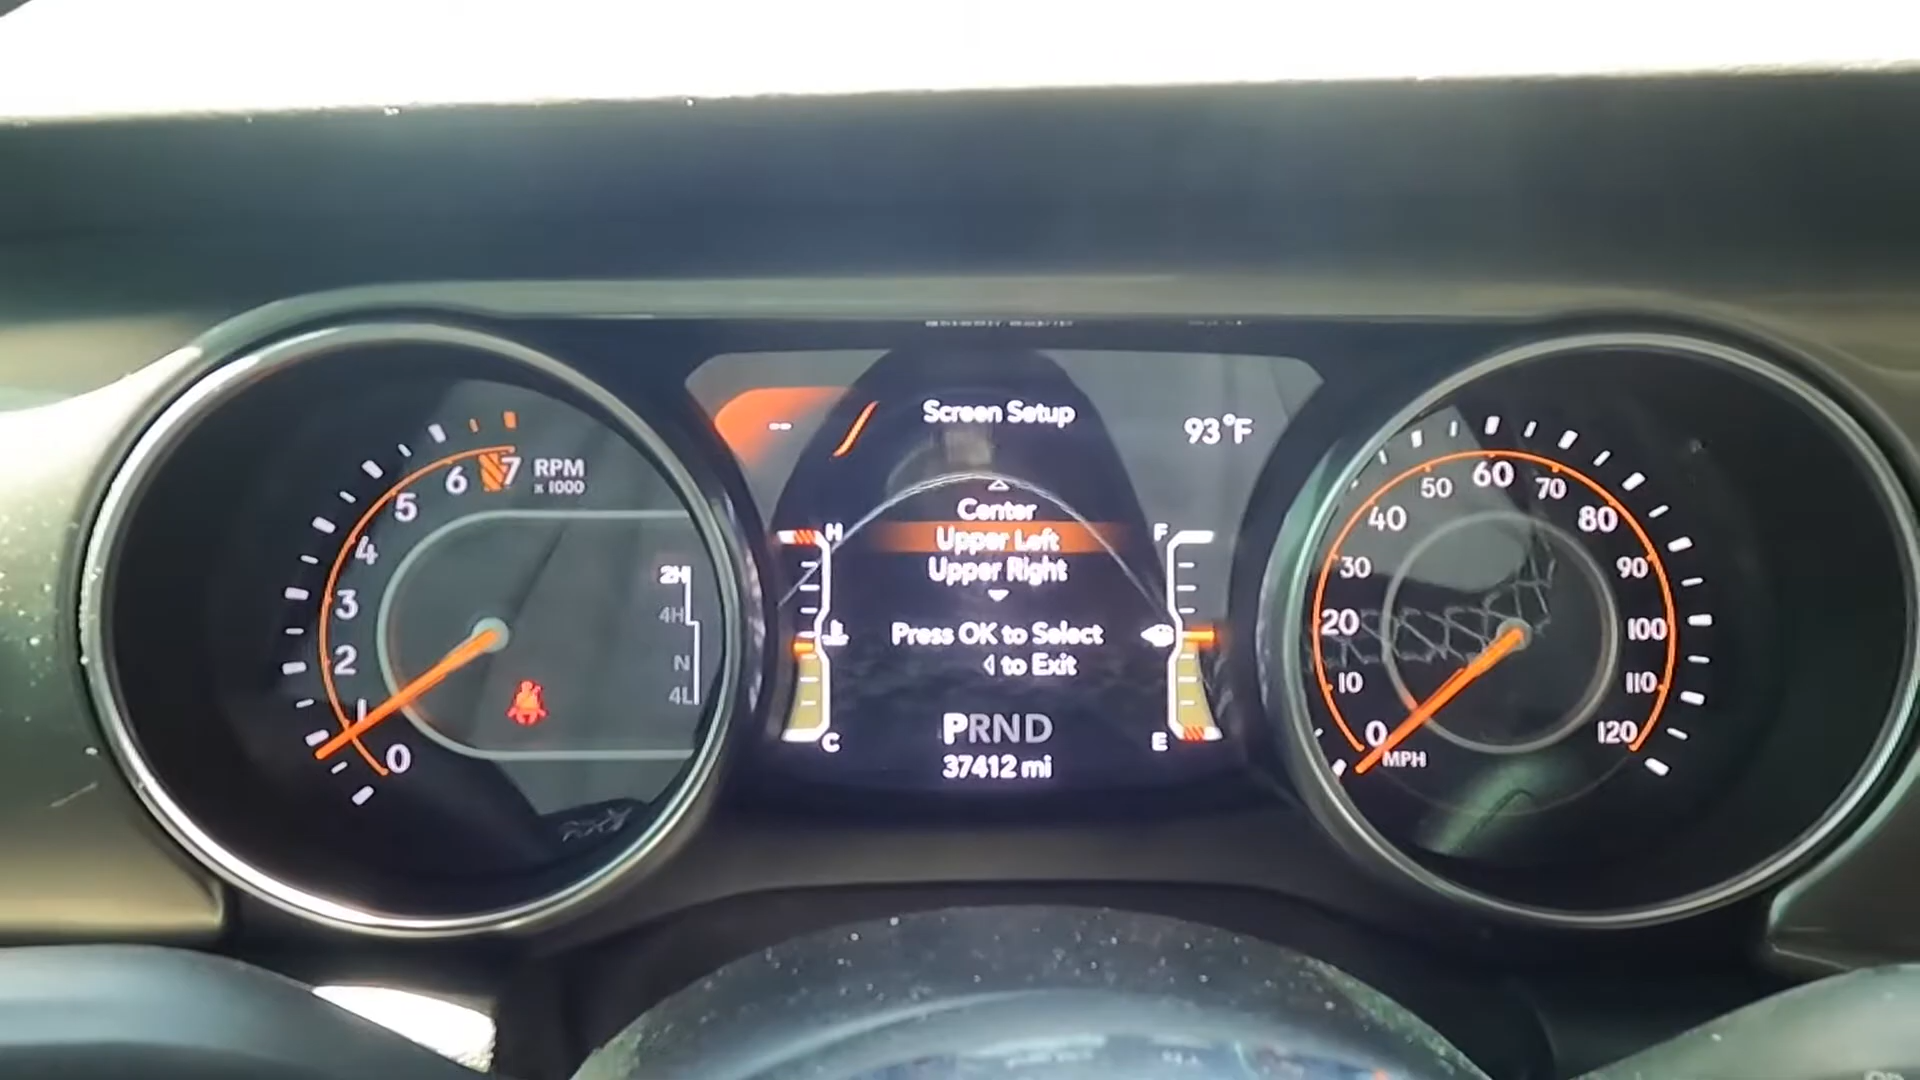 7
6
5
4
3
2
1
0
RPM
x 1000
2H
4H
N
4L
--
Screen Setup
93°F
Center
Upper Left
Upper Right
Press OK to Select
to Exit
H
C
F
E
PRND
37412 mi
0
10
20
30
40
50
60
70
80
90
100
110
120
MPH